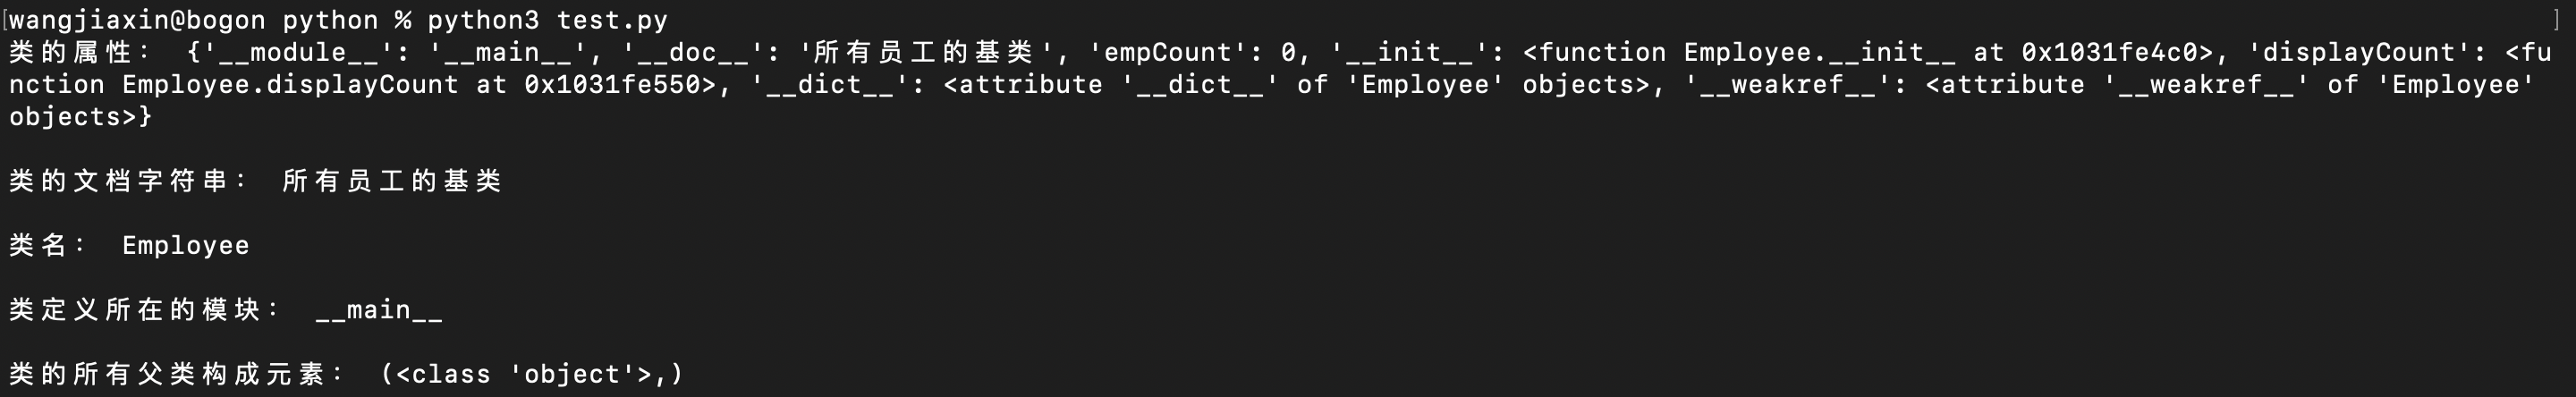 [wangjiaxin@bogon python % python3 test.py ]
类的属性： {'__module__': '__main__', '__doc__': '所有员工的基类', 'empCount': 0, '__init__': <function Employee.__init__ at 0x1031fe4c0>, 'displayCount': <fu
nction Employee.displayCount at 0x1031fe550>, '__dict__': <attribute '__dict__' of 'Employee' objects>, '__weakref__': <attribute '__weakref__' of 'Employee'
objects>}
类的文档字符串： 所有员工的基类
类名： Employee
类定义所在的模块： __main__
类的所有父类构成元素： (<class 'object'>,)